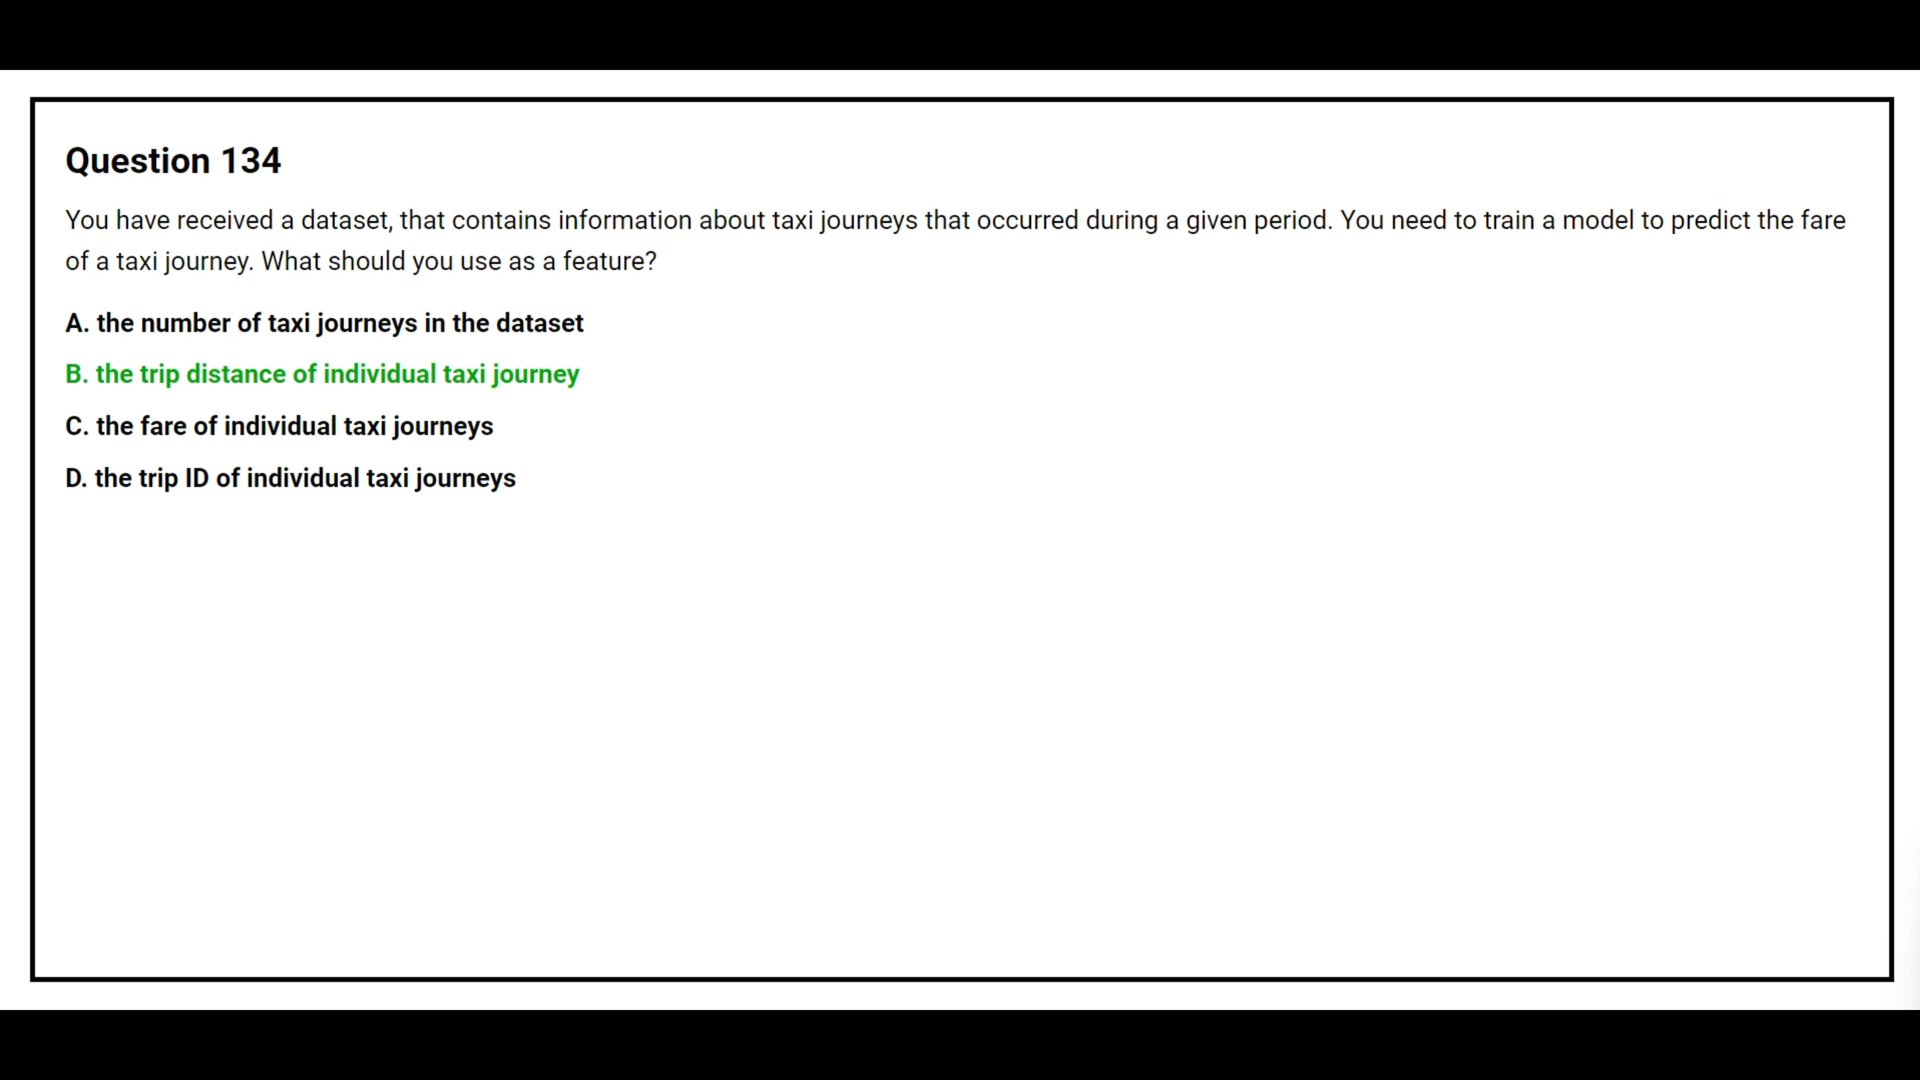 Question 134
You have received a dataset, that contains information about taxi journeys that occurred during a given period. You need to train a model to predict the fare
of a taxi journey. What should you use as a feature?
A. the number of taxi journeys in the dataset
B. the trip distance of individual taxi journey
C. the fare of individual taxi journeys
D. the trip ID of individual taxi journeys